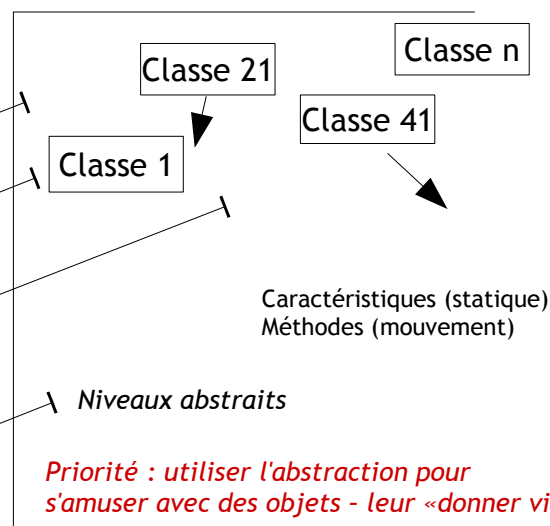 Classe n
Classe 21
Classe 41
Classe 1
Caractéristiques (statique)
Méthodes (mouvement)
Niveaux abstraits
Priorité : utiliser l'abstraction pour
s'amuser avec des objets - leur «donner vi